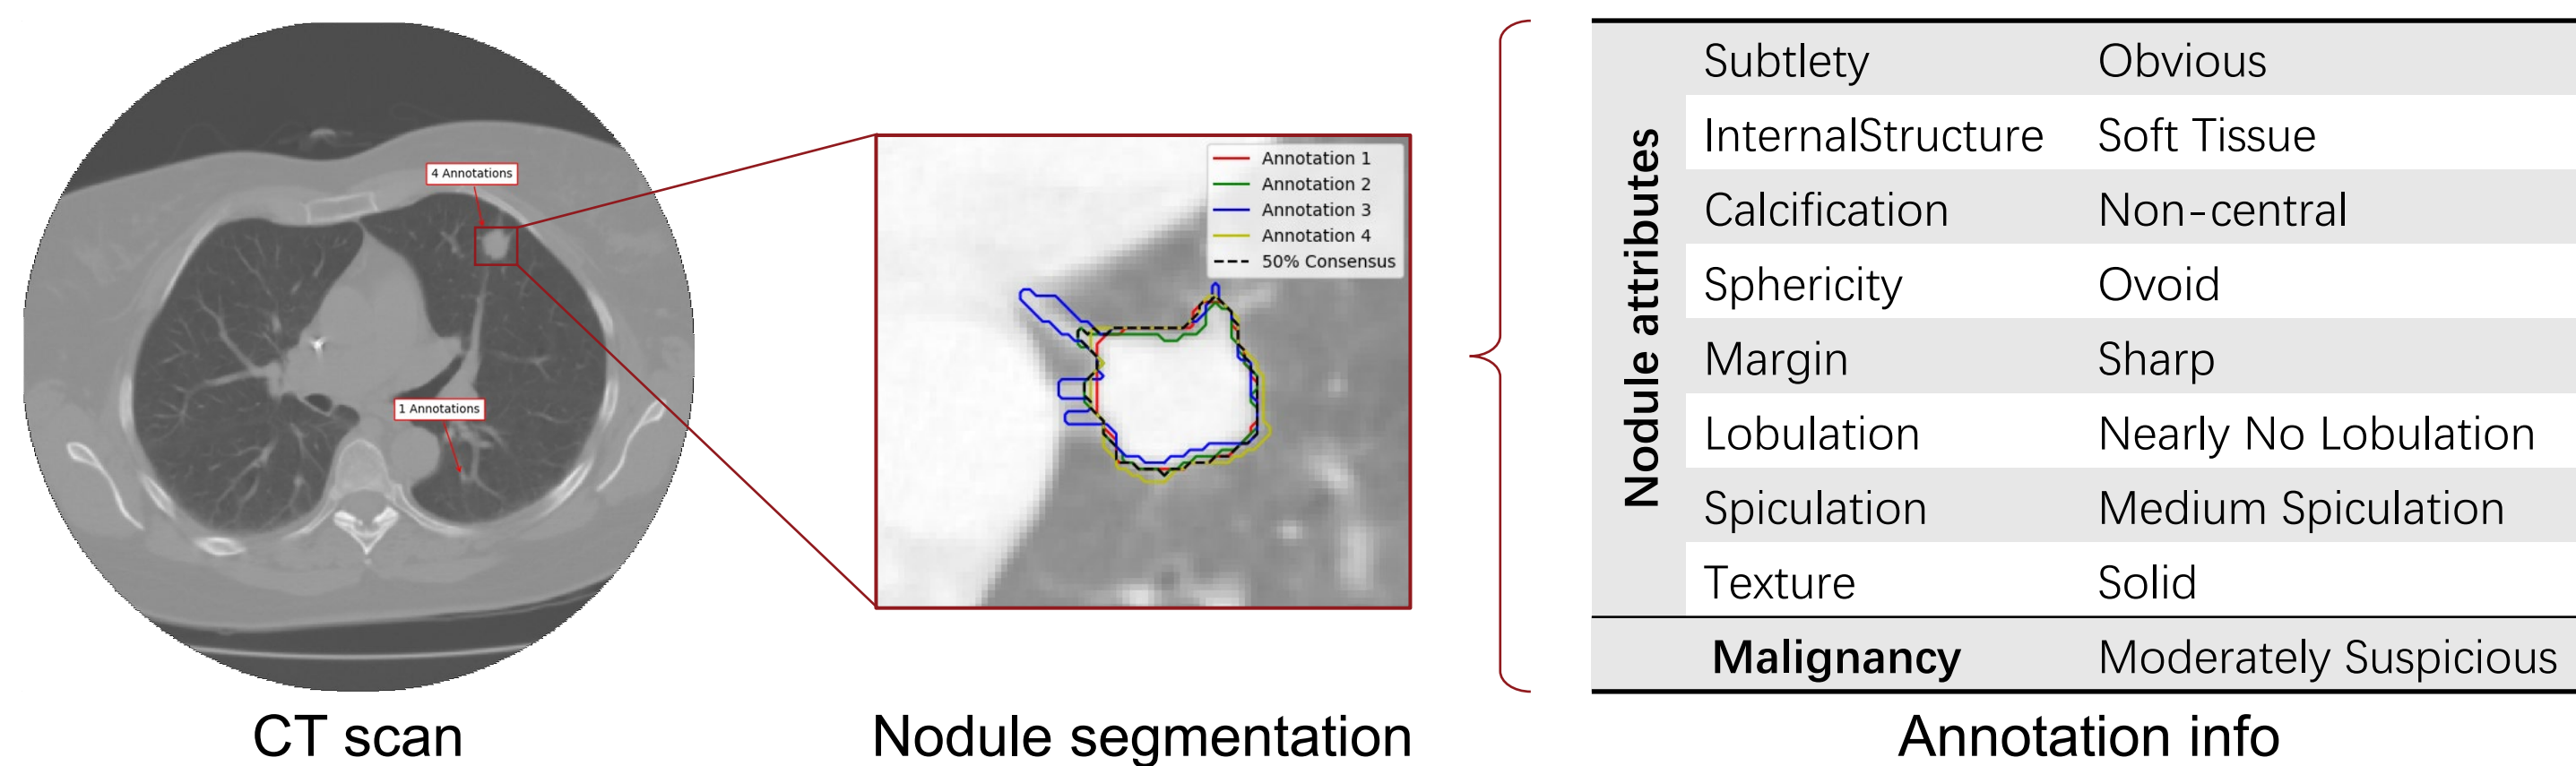 4 Annotations
1 Annotations
CT scan
Annotation 1
Annotation 2
Annotation 3
Annotation 4
50% Consensus
Nodule segmentation
Nodule attributes
Subtlety Obvious
InternalStructure Soft Tissue
Calcification Non-central
Sphericity Ovoid
Margin Sharp
Lobulation Nearly No Lobulation
Spiculation Medium Spiculation
Texture Solid
Malignancy Moderately Suspicious
Annotation info